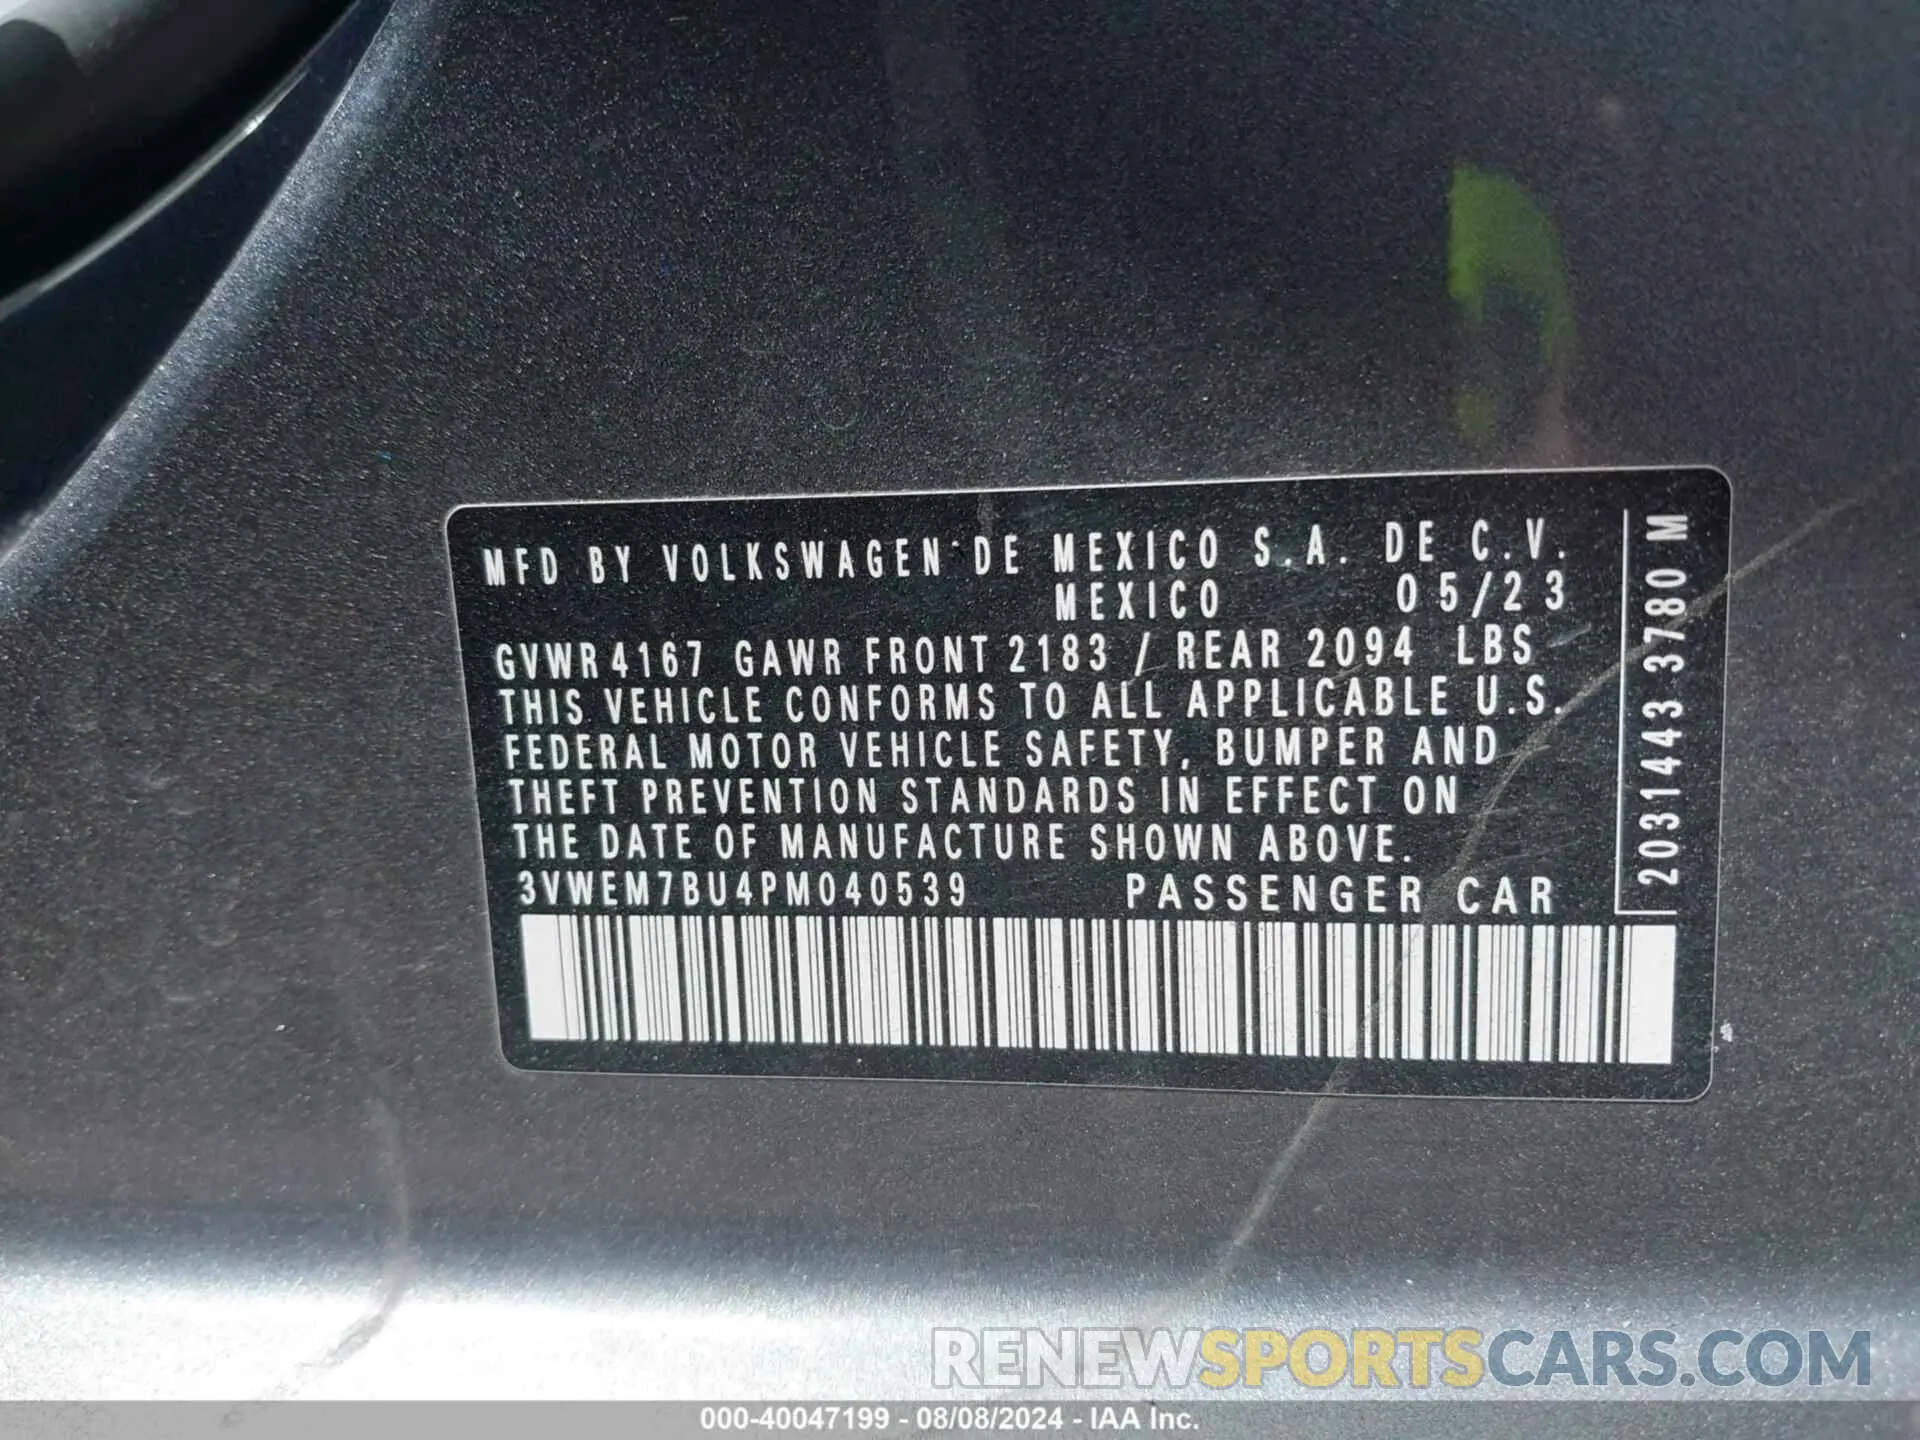 MFD BY VOLKSWAGEN DE MEXICO S.A. DE C.V.
MEXICO 05/23
GVWR 4167 GAWR FRONT 2183 / REAR 2094 LBS
THIS VEHICLE CONFORMS TO ALL APPLICABLE U.S.
FEDERAL MOTOR VEHICLE SAFETY, BUMPER AND
THEFT PREVENTION STANDARDS IN EFFECT ON
THE DATE OF MANUFACTURE SHOWN ABOVE.
3VWEM7BU4PM040539 PASSENGER CAR
2031443 3780 M
RENEWSPORTSCARS.COM
000-40047199 - 08/08/2024 - IAA Inc.